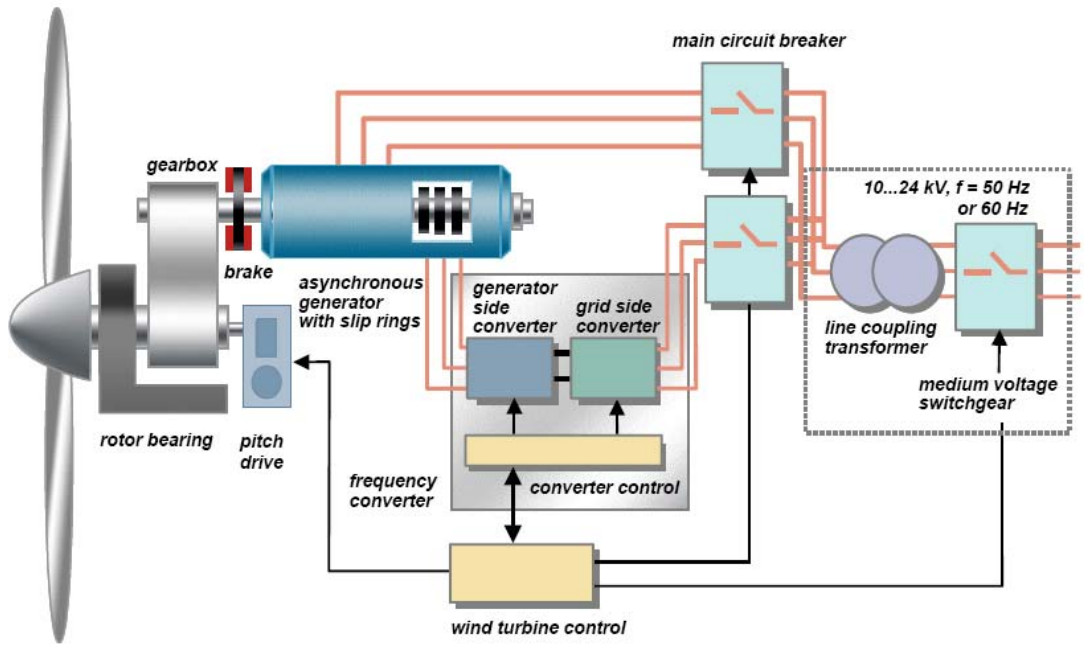 main circuit breaker
gearbox
10...24 kV, f = 50 Hz
or 60 Hz
brake
asynchronous
generator
with slip rings
generator
side
converter
grid side
converter
line coupling
transformer
medium voltage
switchgear
rotor bearing
pitch
drive
frequency
converter
converter control
wind turbine control